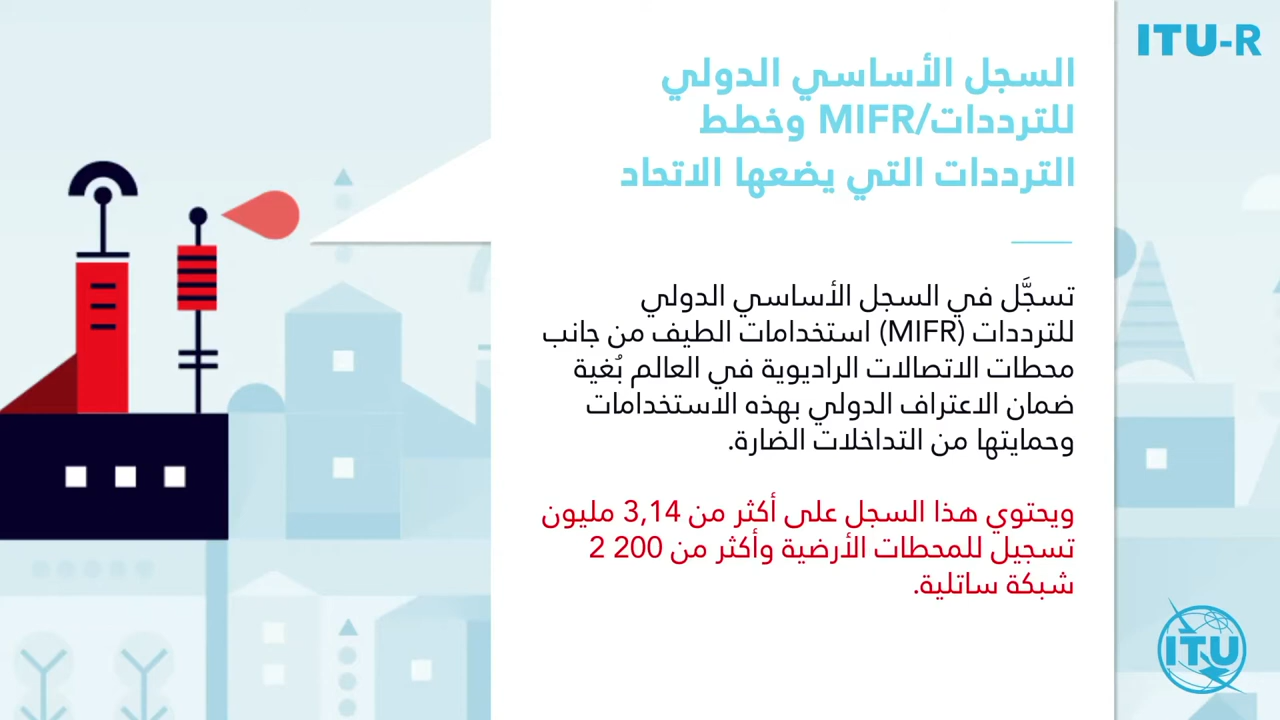 ITU-R
السجل الأساسي الدولي
للترددات/MIFR وخطط
الترددات التي يضعها الاتحاد
تسجَّل في السجل الأساسي الدولي
للترددات (MIFR) استخدامات الطيف من جانب
محطات الاتصالات الراديوية في العالم بُغية
ضمان الاعتراف الدولي بهذه الاستخدامات
وحمايتها من التداخلات الضارة.
ويحتوي هذا السجل على أكثر من 3,14 مليون
تسجيل للمحطات الأرضية وأكثر من 200 2
شبكة ساتلية.
ITU